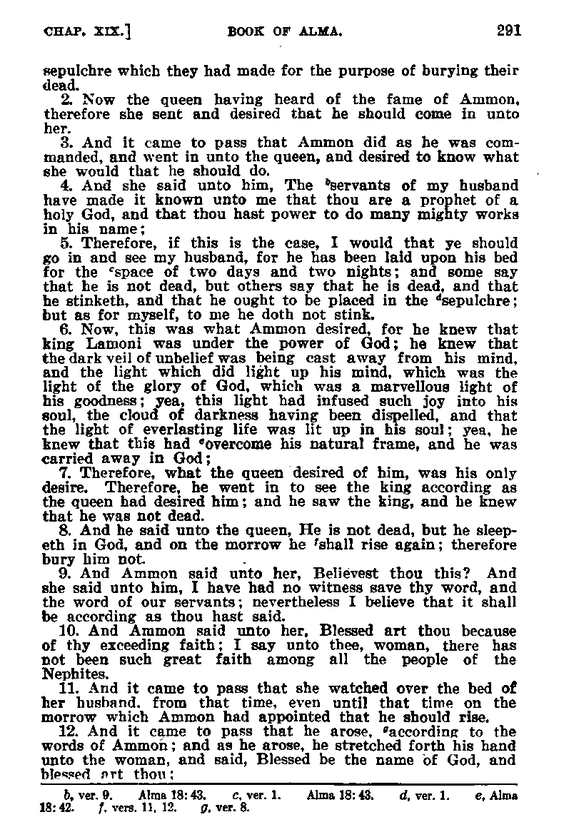 CHAP. XIX.] BOOK OF ALMA. 291
sepulchre which they had made for the purpose of burying their
dead.
2. Now the queen having heard of the fame of Ammon,
therefore she sent and desired that he should come in unto
her.
3. And it came to pass that Ammon did as he was com-
manded, and went in unto the queen, and desired to know what
she would that he should do.
4. And she said unto him, The ᵇservants of my husband
have made it known unto me that thou are a prophet of a
holy God, and that thou hast power to do many mighty works
in his name;
5. Therefore, if this is the case, I would that ye should
go in and see my husband, for he has been laid upon his bed
for the ᶜspace of two days and two nights; and some say
that he is not dead, but others say that he is dead, and that
he stinketh, and that he ought to be placed in the ᵈsepulchre;
but as for myself, to me he doth not stink.
6. Now, this was what Ammon desired, for he knew that
king Lamoni was under the power of God; he knew that
the dark veil of unbelief was being cast away from his mind,
and the light which did light up his mind, which was the
light of the glory of God, which was a marvellous light of
his goodness; yea, this light had infused such joy into his
soul, the cloud of darkness having been dispelled, and that
the light of everlasting life was lit up in his soul; yea, he
knew that this had ᵉovercome his natural frame, and he was
carried away in God;
7. Therefore, what the queen desired of him, was his only
desire. Therefore, he went in to see the king according as
the queen had desired him; and he saw the king, and he knew
that he was not dead.
8. And he said unto the queen, He is not dead, but he sleep-
eth in God, and on the morrow he ᶠshall rise again; therefore
bury him not.
9. And Ammon said unto her, Believest thou this? And
she said unto him, I have had no witness save thy word, and
the word of our servants; nevertheless I believe that it shall
be according as thou hast said.
10. And Ammon said unto her, Blessed art thou because
of thy exceeding faith; I say unto thee, woman, there has
not been such great faith among all the people of the
Nephites.
11. And it came to pass that she watched over the bed of
her husband, from that time, even until that time on the
morrow which Ammon had appointed that he should rise.
12. And it came to pass that he arose, ᵍaccording to the
words of Ammon; and as he arose, he stretched forth his hand
unto the woman, and said, Blessed be the name of God, and
blessed art thou;
b, ver. 9. Alma 18:43. c, ver. 1. Alma 18:43. d, ver. 1. e, Alma
18:42. f, vers. 11, 12. g, ver. 8.